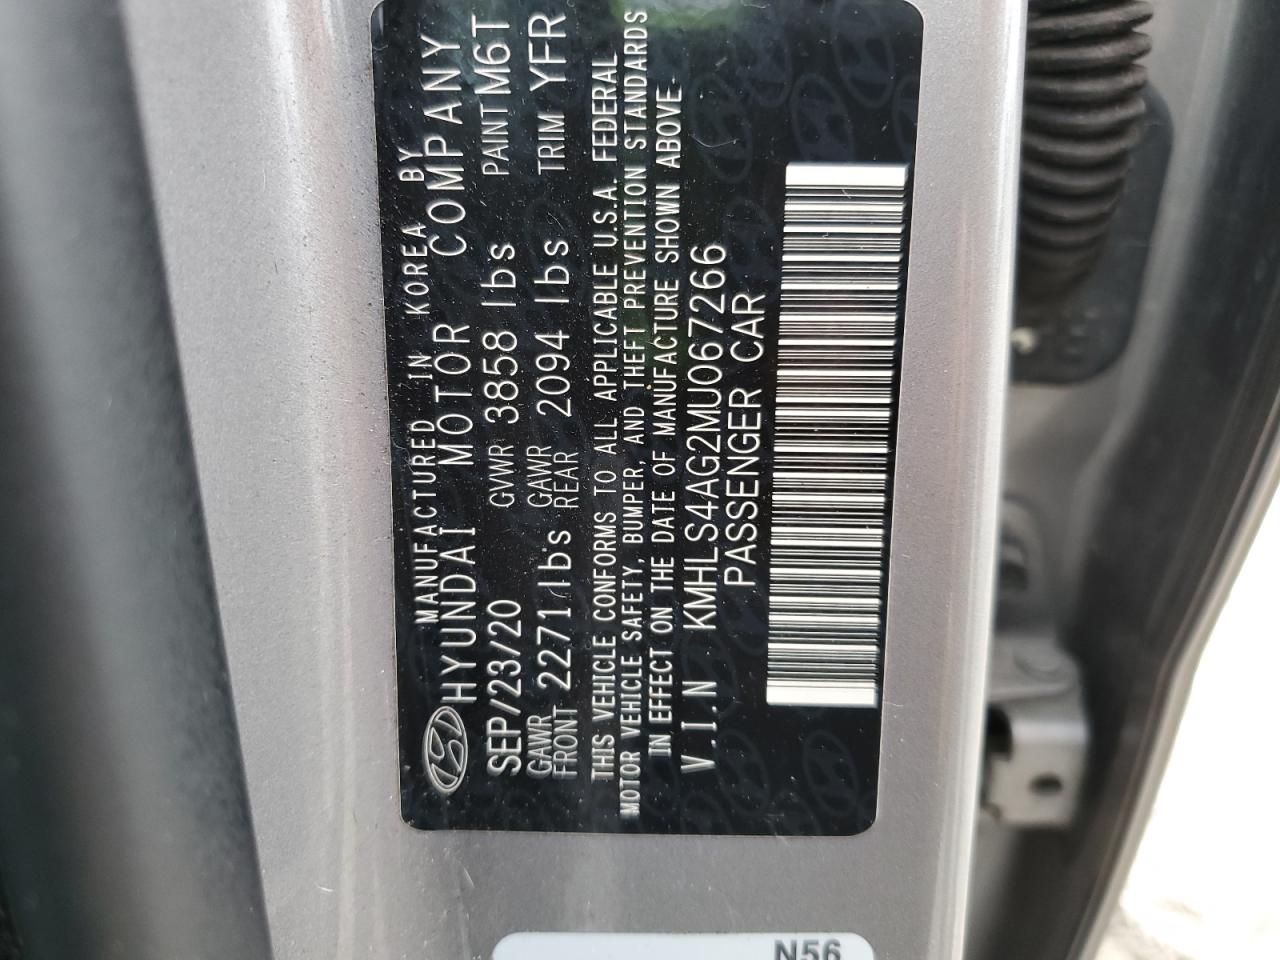 MANUFACTURED IN KOREA BY
HYUNDAI MOTOR COMPANY
SEP/23/20 GVWR 3858 lbs PAINT M6T
GAWR FRONT 2271 lbs GAWR REAR 2094 lbs TRIM YFR
THIS VEHICLE CONFORMS TO ALL APPLICABLE U.S.A. FEDERAL
MOTOR VEHICLE SAFETY, BUMPER, AND THEFT PREVENTION STANDARDS
IN EFFECT ON THE DATE OF MANUFACTURE SHOWN ABOVE.
V.I.N KMHLS4AG2MU067266
PASSENGER CAR
N56